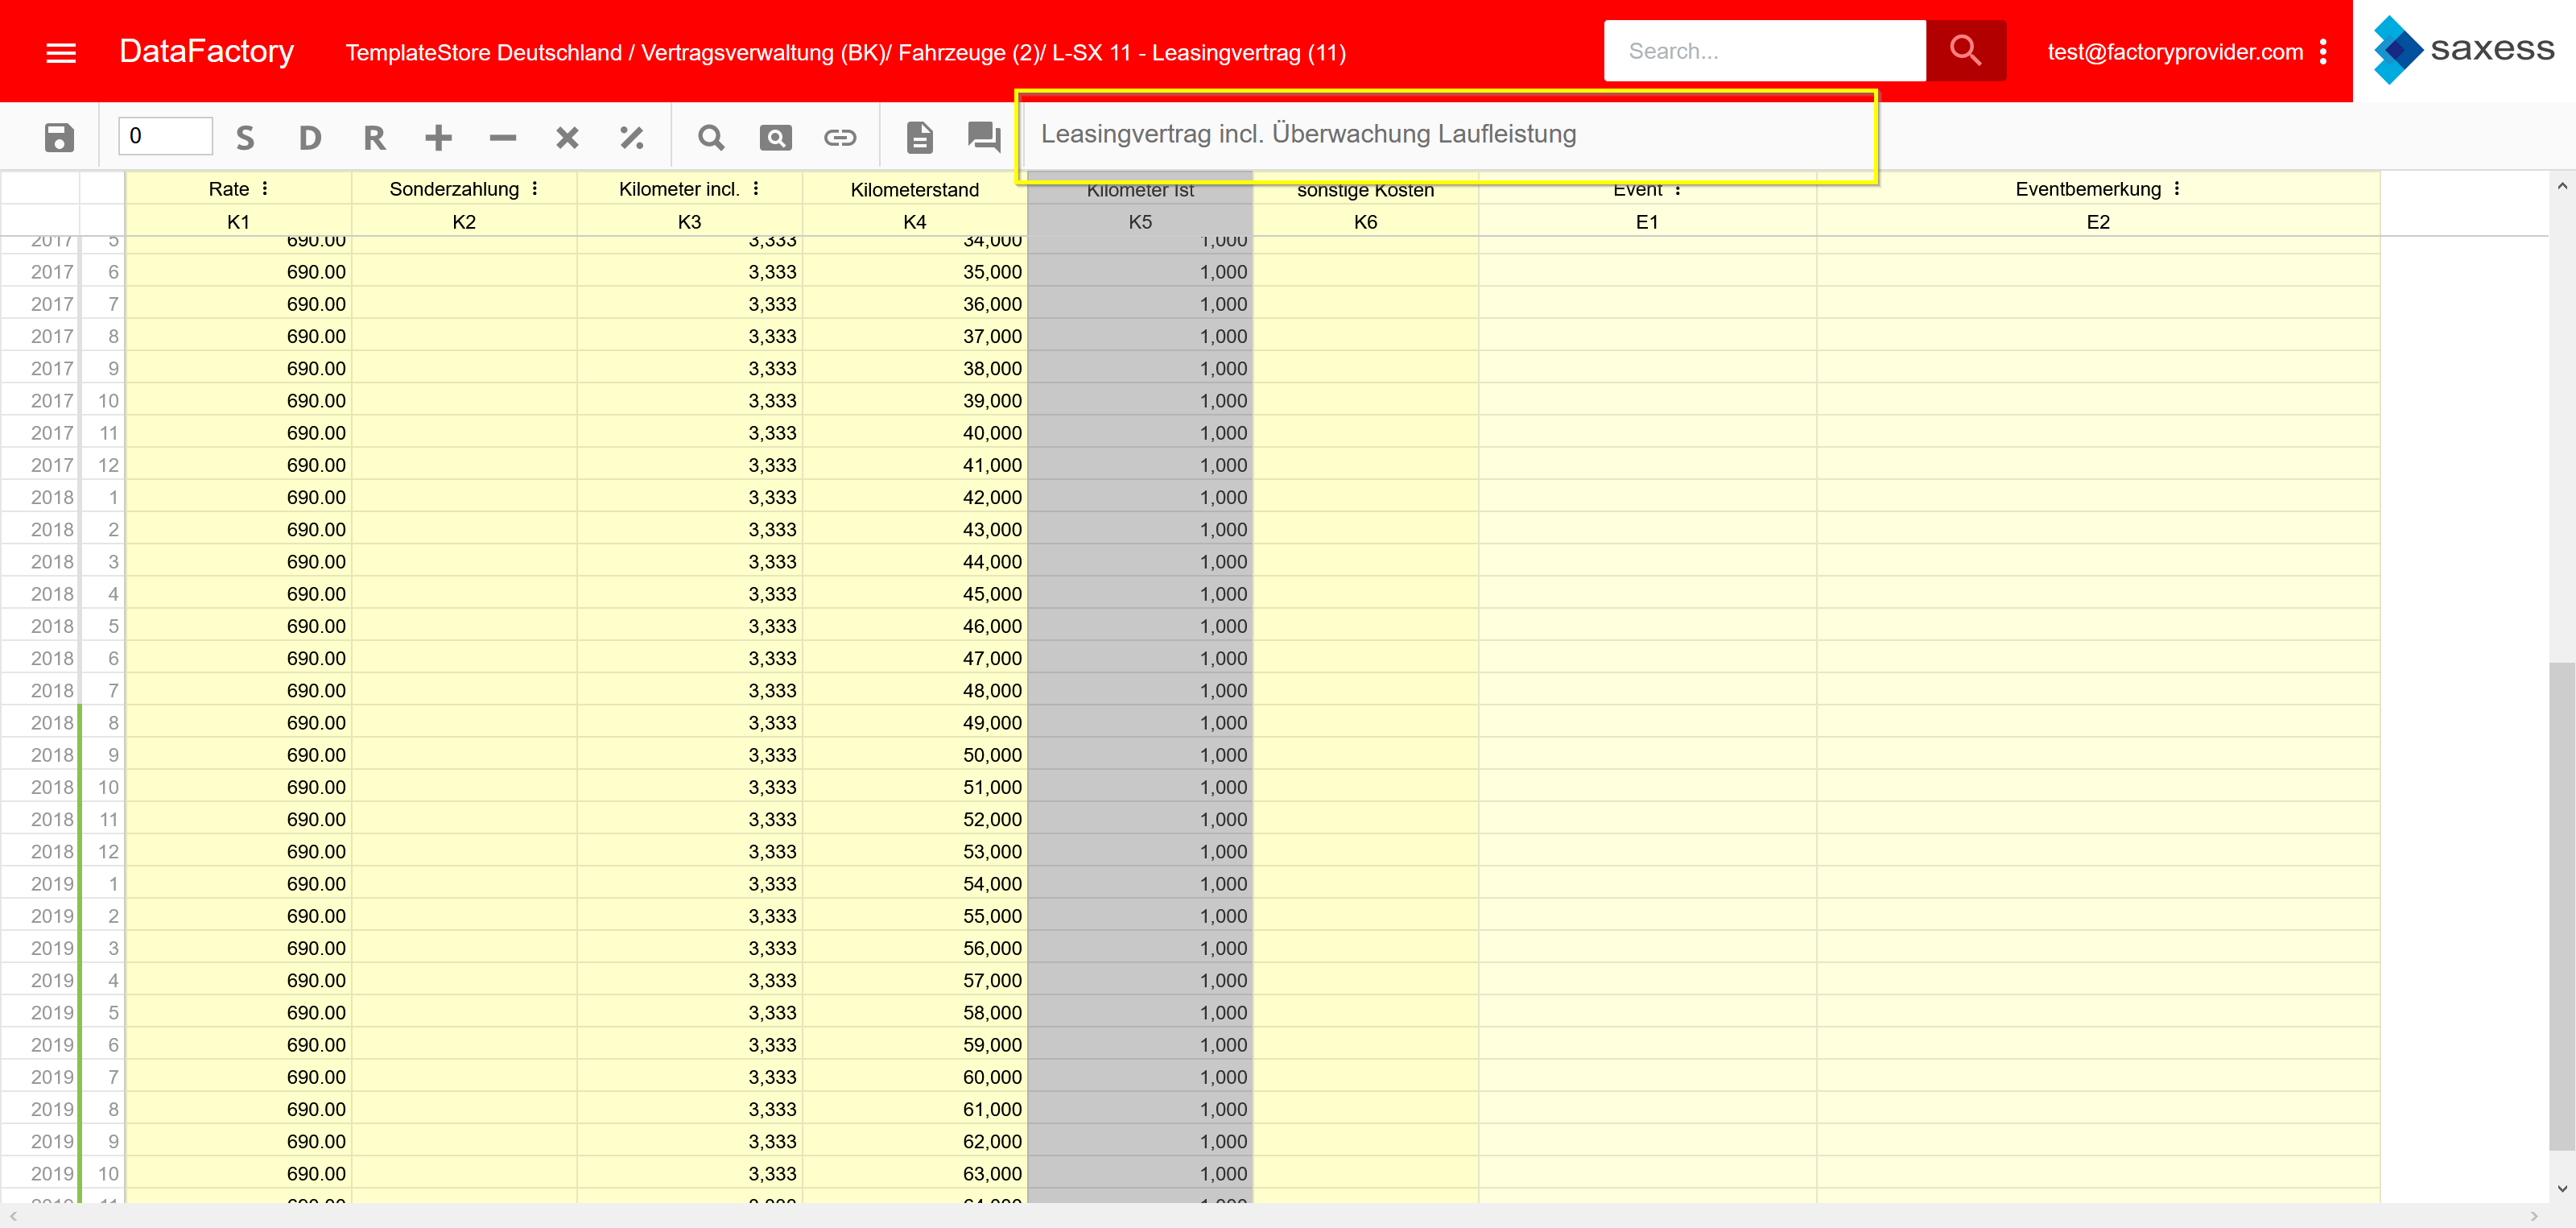 DataFactory TemplateStore Deutschland / Vertragsverwaltung (BK)/ Fahrzeuge (2)/ L-SX 11 - Leasingvertrag (11) Search... test@factoryprovider.com saxess
0 S D R Leasingvertrag incl. Überwachung Laufleistung
Rate Sonderzahlung Kilometer incl. Kilometerstand Kilometer Ist sonstige Kosten Event Eventbemerkung
K1 K2 K3 K4 K5 K6 E1 E2
2017 5 690.00 3,333 34,000 1,000
2017 6 690.00 3,333 35,000 1,000
2017 7 690.00 3,333 36,000 1,000
2017 8 690.00 3,333 37,000 1,000
2017 9 690.00 3,333 38,000 1,000
2017 10 690.00 3,333 39,000 1,000
2017 11 690.00 3,333 40,000 1,000
2017 12 690.00 3,333 41,000 1,000
2018 1 690.00 3,333 42,000 1,000
2018 2 690.00 3,333 43,000 1,000
2018 3 690.00 3,333 44,000 1,000
2018 4 690.00 3,333 45,000 1,000
2018 5 690.00 3,333 46,000 1,000
2018 6 690.00 3,333 47,000 1,000
2018 7 690.00 3,333 48,000 1,000
2018 8 690.00 3,333 49,000 1,000
2018 9 690.00 3,333 50,000 1,000
2018 10 690.00 3,333 51,000 1,000
2018 11 690.00 3,333 52,000 1,000
2018 12 690.00 3,333 53,000 1,000
2019 1 690.00 3,333 54,000 1,000
2019 2 690.00 3,333 55,000 1,000
2019 3 690.00 3,333 56,000 1,000
2019 4 690.00 3,333 57,000 1,000
2019 5 690.00 3,333 58,000 1,000
2019 6 690.00 3,333 59,000 1,000
2019 7 690.00 3,333 60,000 1,000
2019 8 690.00 3,333 61,000 1,000
2019 9 690.00 3,333 62,000 1,000
2019 10 690.00 3,333 63,000 1,000